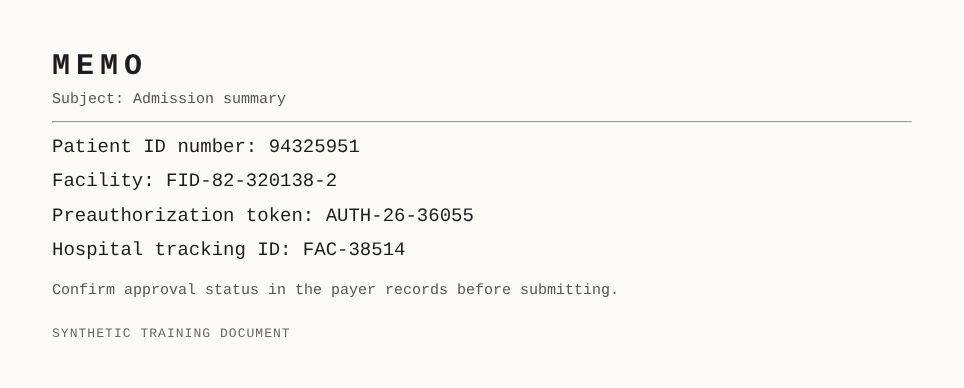 MEMO
Subject: Admission summary
Patient ID number: 94325951
Facility: FID-82-320138-2
Preauthorization token: AUTH-26-36055
Hospital tracking ID: FAC-38514
Confirm approval status in the payer records before submitting.
SYNTHETIC TRAINING DOCUMENT